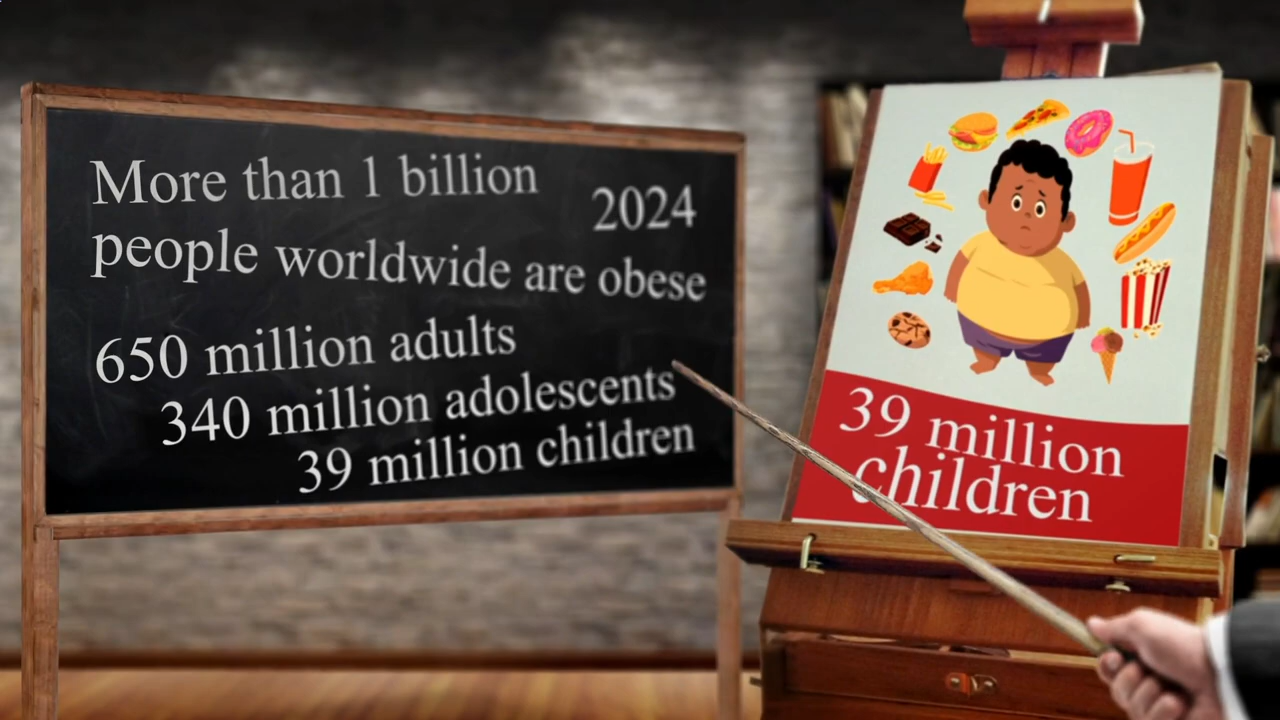 More than 1 billion
2024
people worldwide are obese
650 million adults
340 million adolescents
39 million children
39 million
children